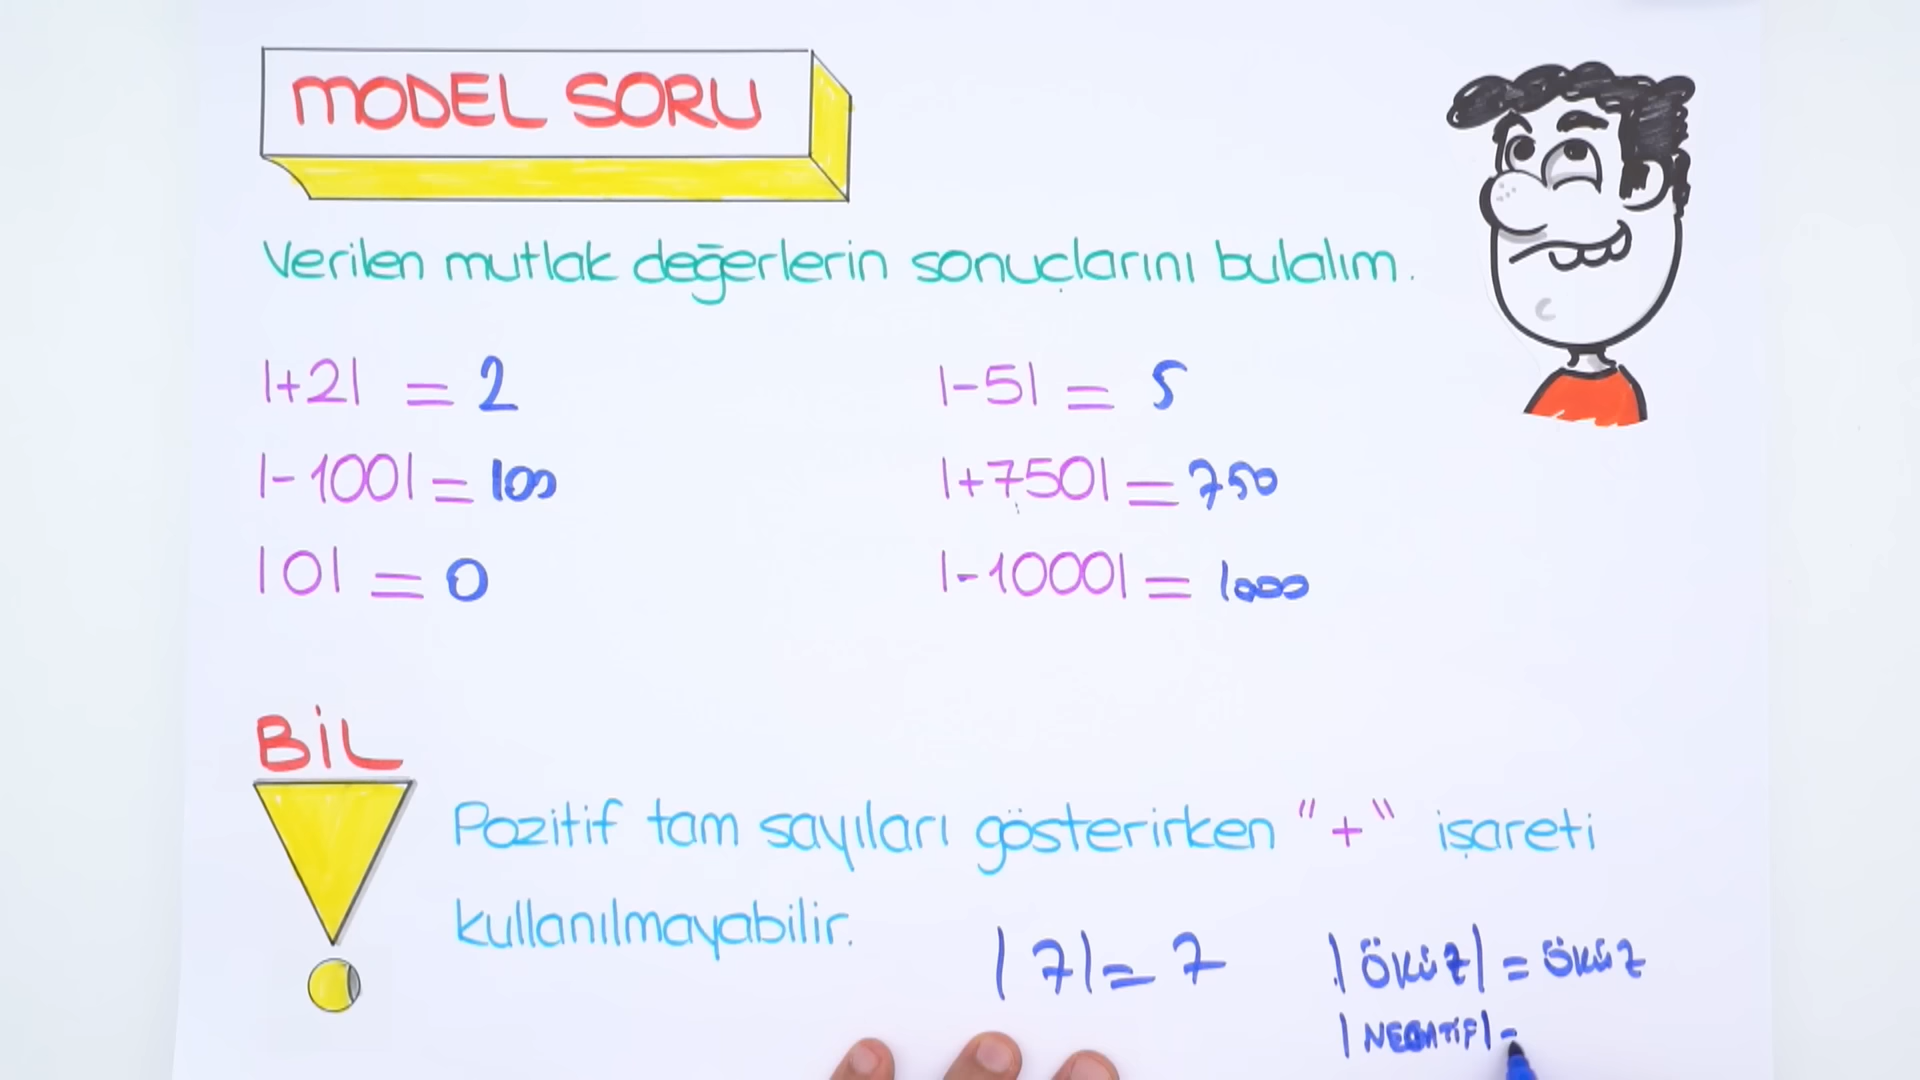 MODEL SORU
Verilen mutlak değerlerin sonuçlarını bulalım.
|+2| = 2
|-5| = 5
|-100| = 100
|+750| = 750
|0| = 0
|-1000| = 1000
BİL
Pozitif tam sayıları gösterirken "+" işareti
kullanılmayabilir.
|7| = 7
|ÖKÜZ| = ÖKÜZ
|NEGATİF| =